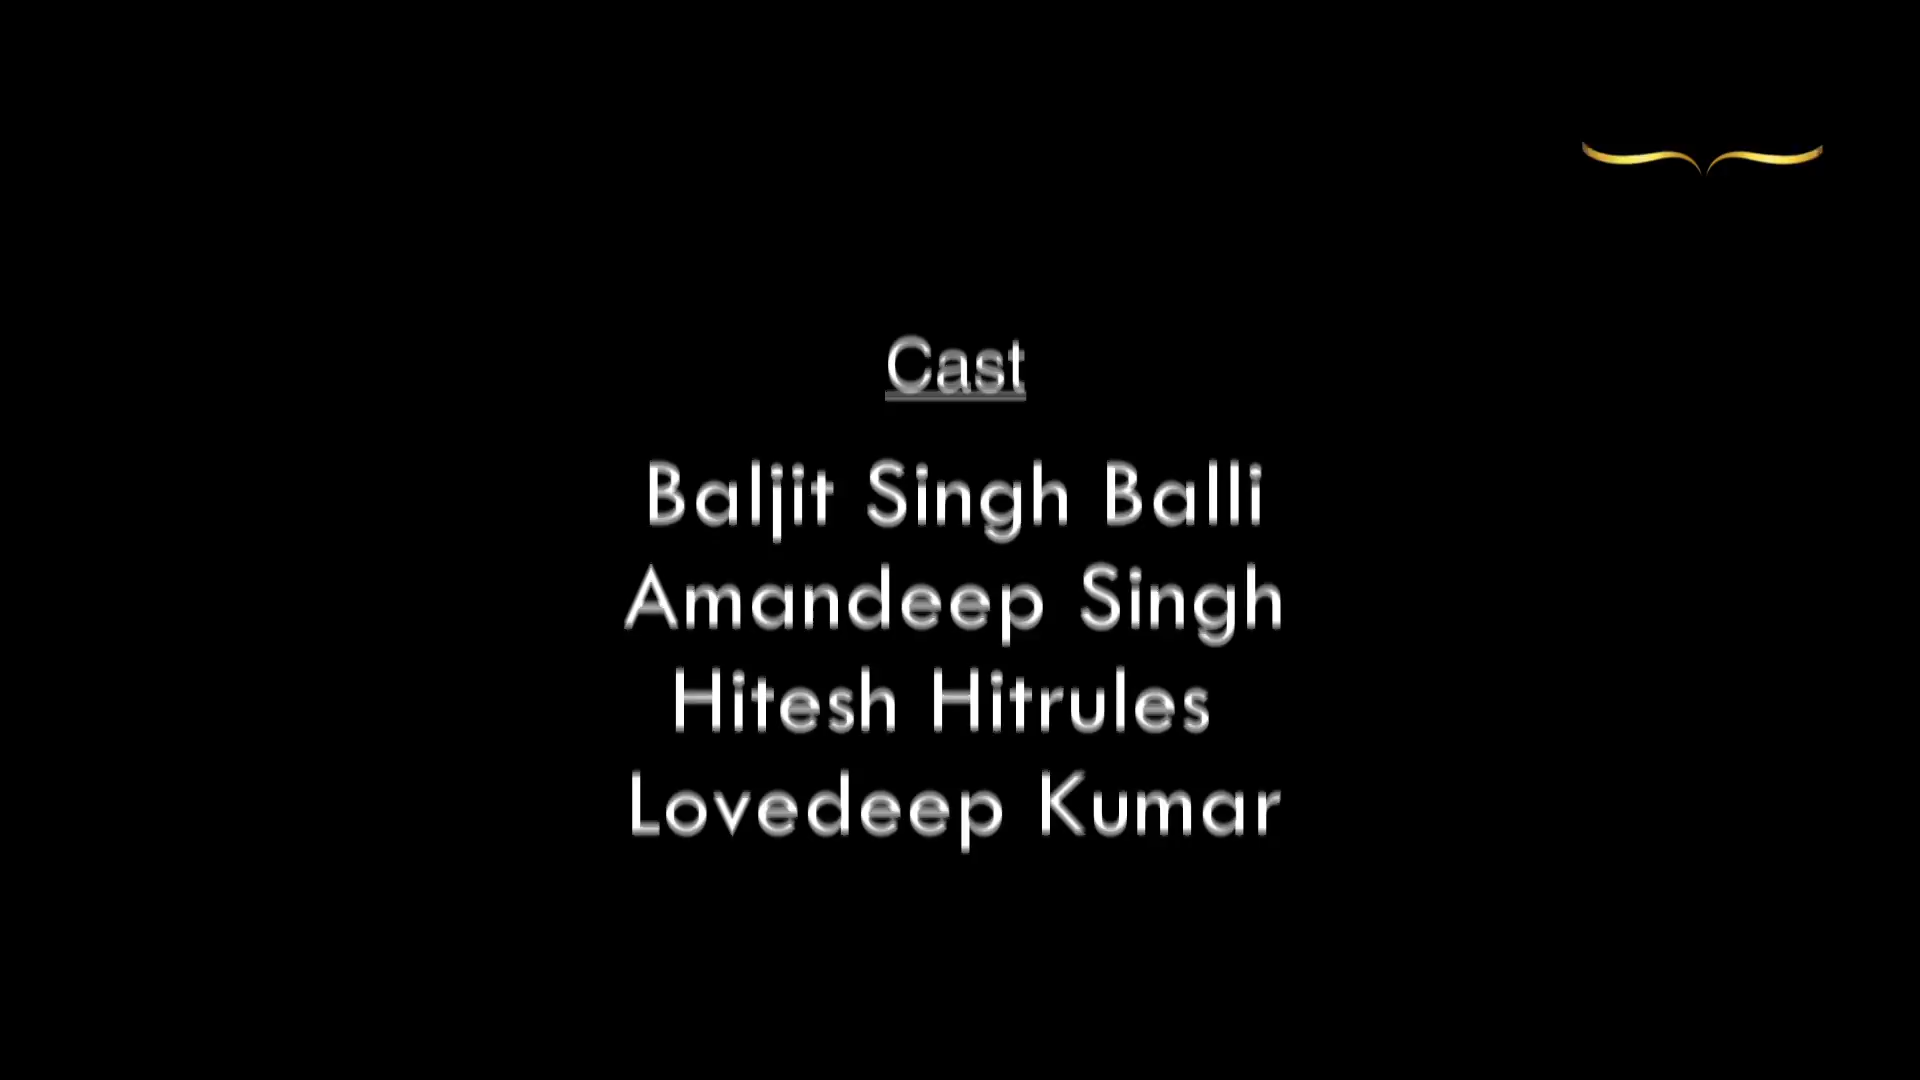 Cast
Baljit Singh Balli
Amandeep Singh
Hitesh Hitrules
Lovedeep Kumar